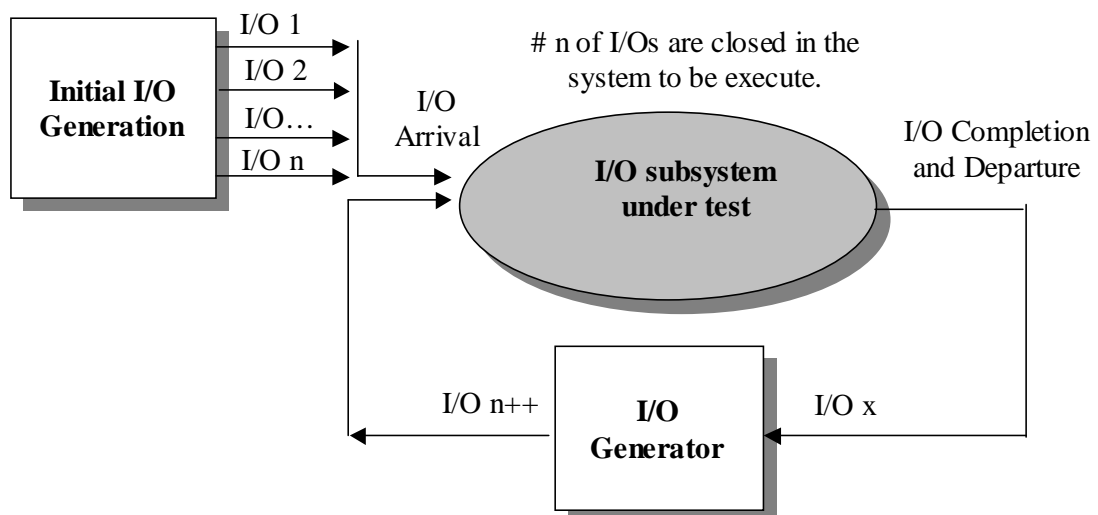 I/O 1
I/O 2
I/O…
I/O n
Initial I/O
Generation
I/O
Arrival
# n of I/Os are closed in the
system to be execute.
I/O subsystem
under test
I/O Completion
and Departure
I/O n++
I/O
Generator
I/O x